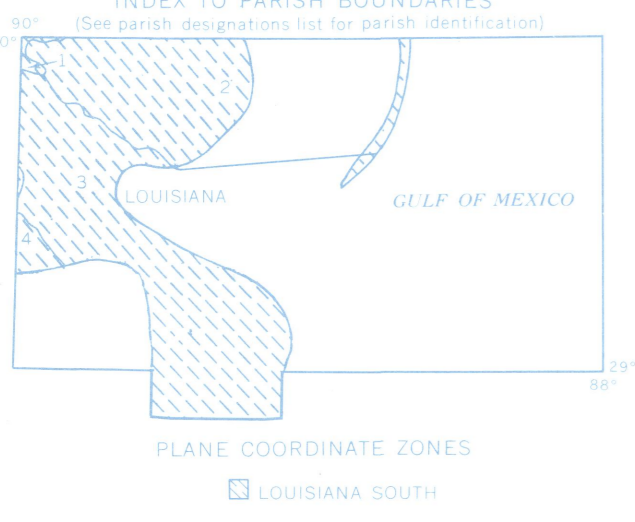 INDEX TO PARISH BOUNDARIES
90° (See parish designations list for parish identification)
0°
1
2
3
LOUISIANA
GULF OF MEXICO
4
29°
88°
PLANE COORDINATE ZONES
LOUISIANA SOUTH